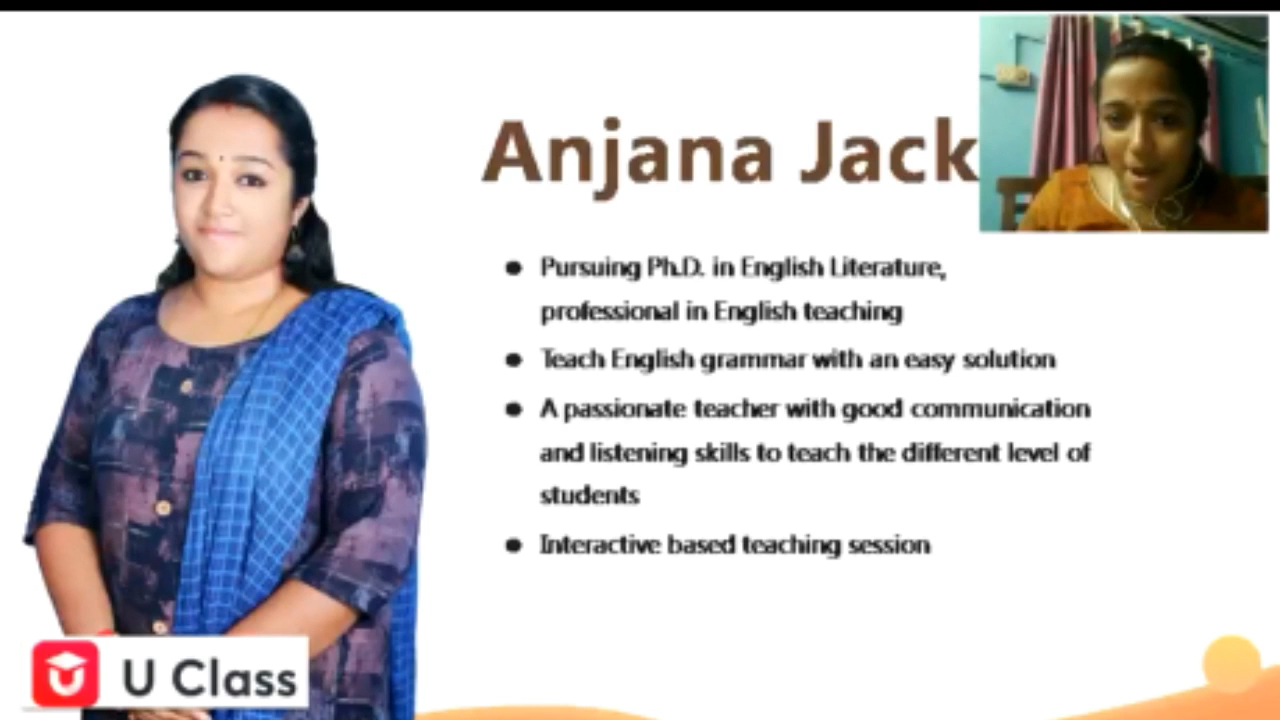 Anjana Jack
● Pursuing Ph.D. in English Literature,
professional in English teaching
● Teach English grammar with an easy solution
● A passionate teacher with good communication
and listening skills to teach the different level of
students
● Interactive based teaching session
U Class